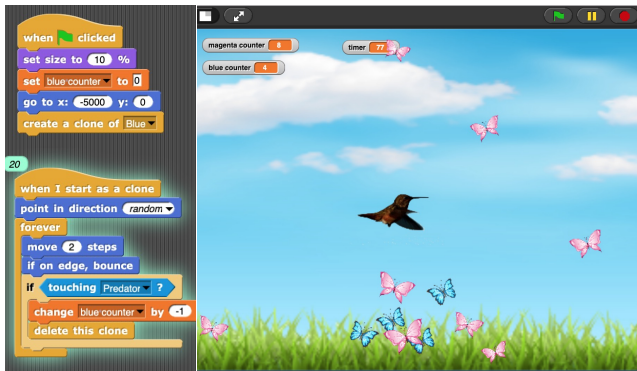 when clicked
set size to 10 %
set blue counter to 0
go to x: -5000 y: 0
create a clone of Blue
20
when I start as a clone
point in direction random
forever
move 2 steps
if on edge, bounce
if touching Predator ?
change blue counter by -1
delete this clone
magenta counter 8
timer 77
blue counter 4